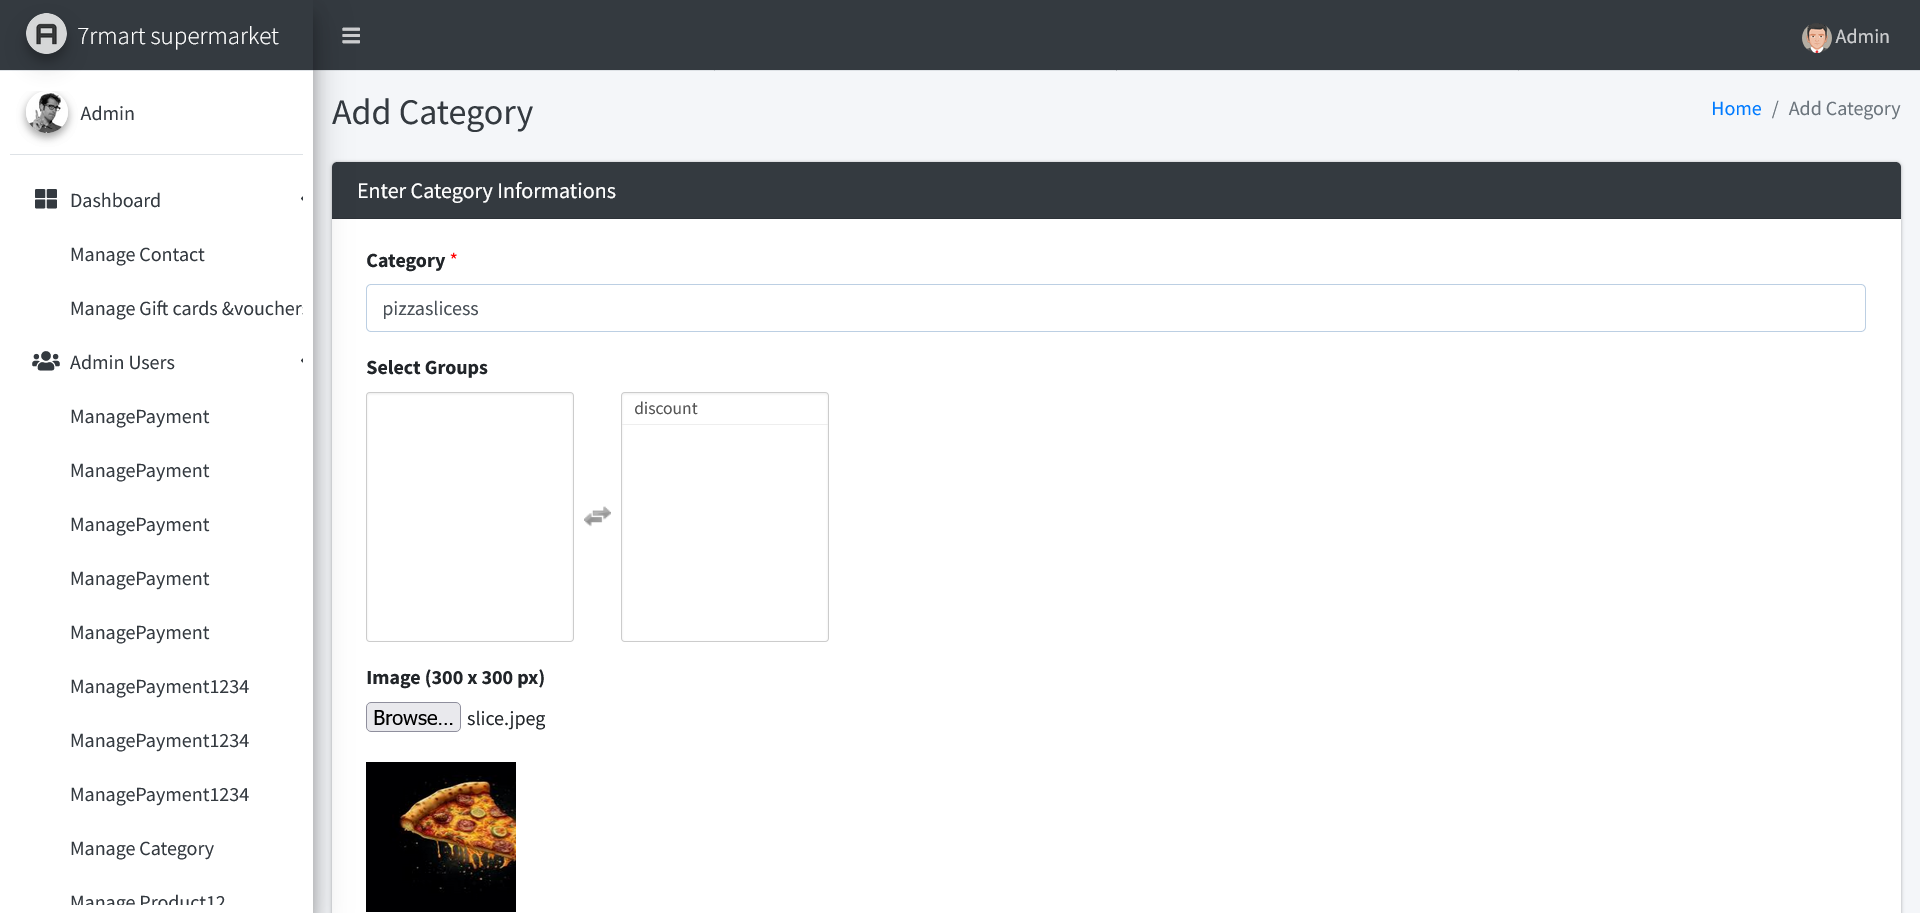 7rmart supermarket
Admin
Admin
Dashboard
Manage Contact
Manage Gift cards &voucher
Admin Users
ManagePayment
ManagePayment
ManagePayment
ManagePayment
ManagePayment
ManagePayment1234
ManagePayment1234
ManagePayment1234
Manage Category
Manage Product12
Add Category
Home / Add Category
Enter Category Informations
Category *
pizzaslicess
Select Groups
discount
Image (300 x 300 px)
Browse... slice.jpeg